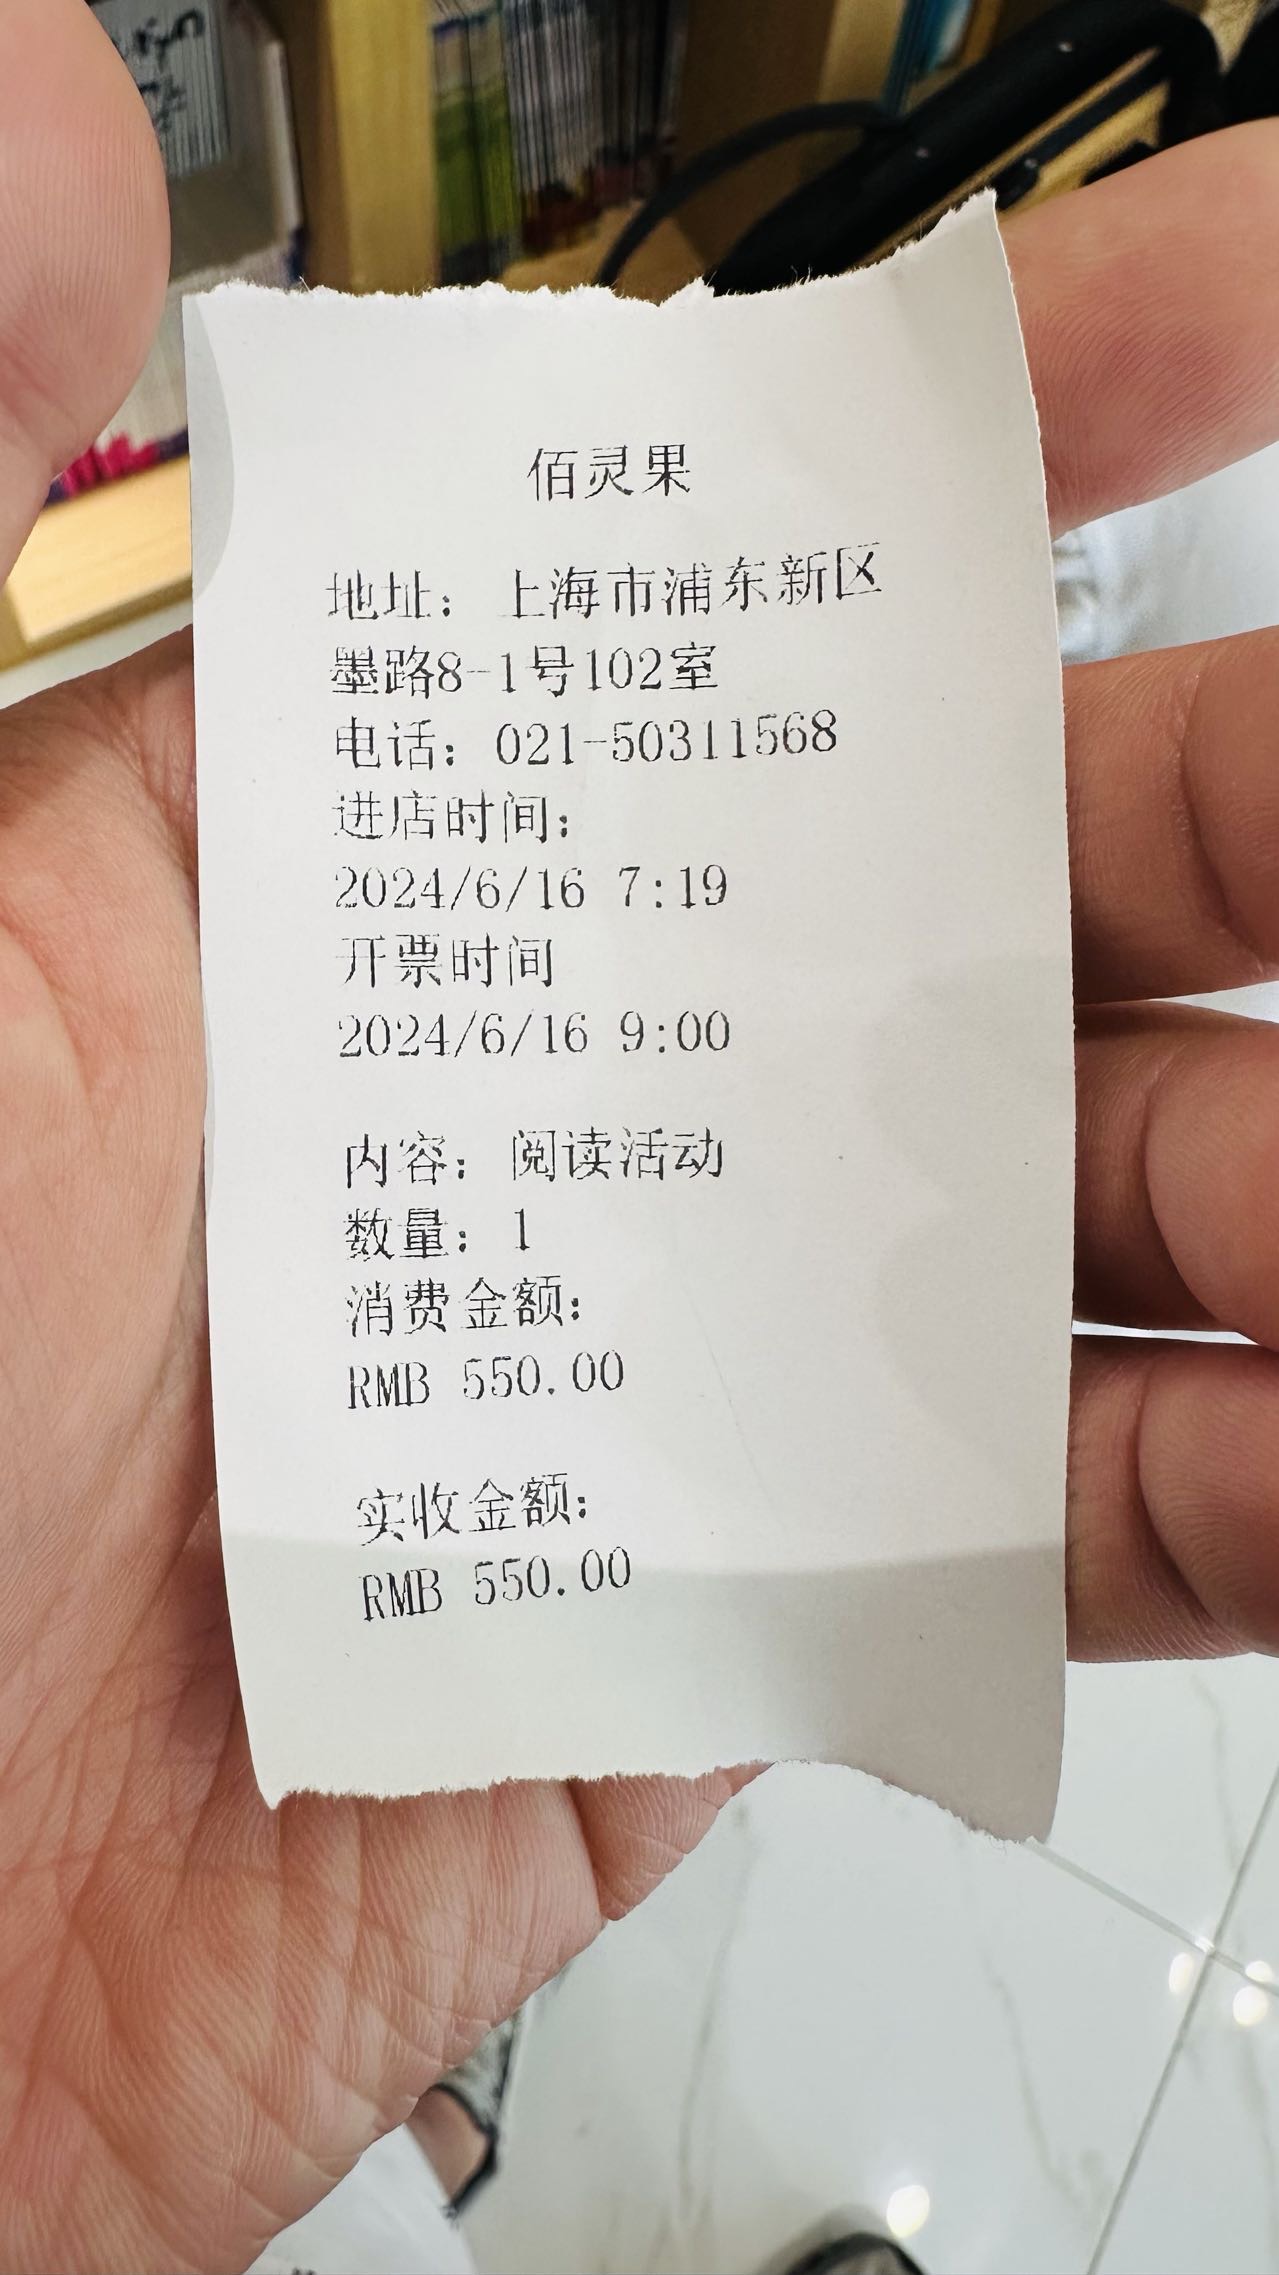 佰灵果
地址：上海市浦东新区
墨路8-1号102室
电话：021-50311568
进店时间：
2024/6/16 7:19
开票时间
2024/6/16 9:00
内容：阅读活动
数量：1
消费金额：
RMB 550.00
实收金额：
RMB 550.00